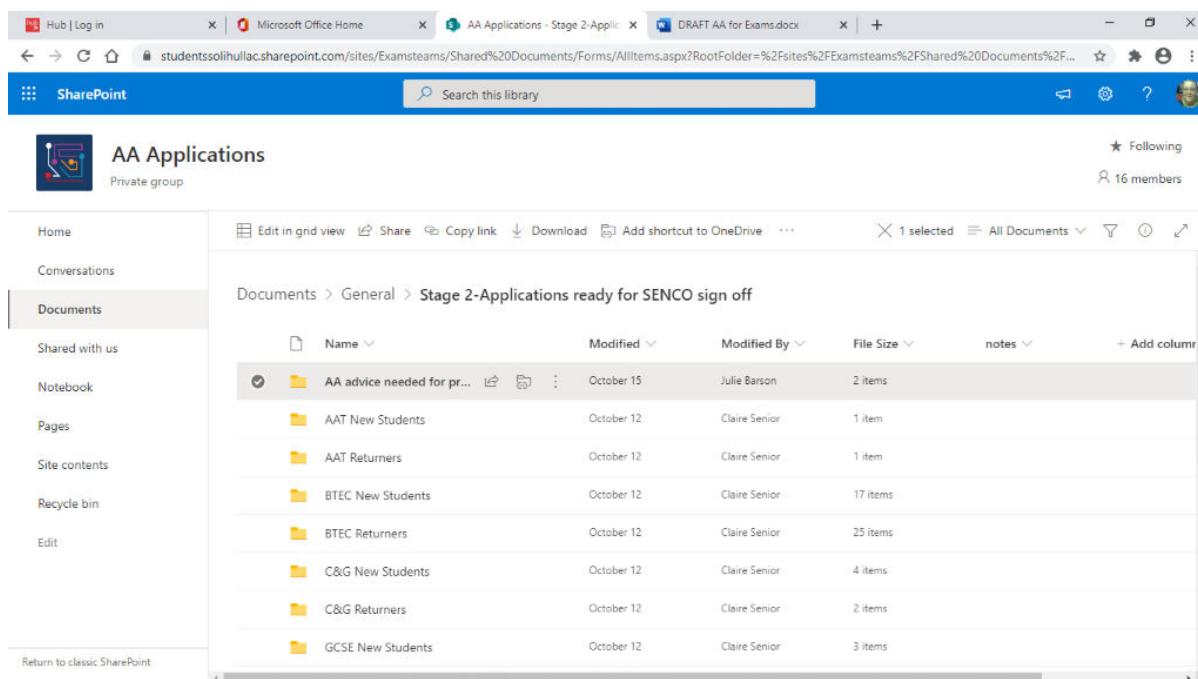 Hub | Log in Microsoft Office Home AA Applications - Stage 2-Applic DRAFT AA for Exams.docx
studentssolihullac.sharepoint.com/sites/Examsteams/Shared%20Documents/Forms/AllItems.aspx?RootFolder=%2Fsites%2FExamsteams%2FShared%20Documents%2F...
SharePoint Search this library ?
AA Applications Following
Private group 16 members
Home Edit in grid view Share Copy link Download Add shortcut to OneDrive ... 1 selected All Documents
Conversations
Documents > General > Stage 2-Applications ready for SENCO sign off
Documents
Shared with us Name Modified Modified By File Size notes + Add column
Notebook AA advice needed for pr... October 15 Julie Barson 2 items
Pages AAT New Students October 12 Claire Senior 1 item
Site contents AAT Returners October 12 Claire Senior 1 item
Recycle bin BTEC New Students October 12 Claire Senior 17 items
Edit BTEC Returners October 12 Claire Senior 25 items
C&G New Students October 12 Claire Senior 4 items
C&G Returners October 12 Claire Senior 2 items
GCSE New Students October 12 Claire Senior 3 items
Return to classic SharePoint